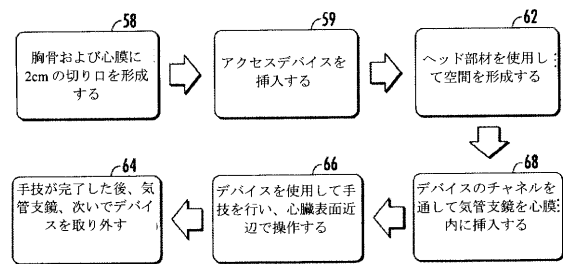 58
胸骨および心膜に
2cmの切り口を形成
する
59
アクセスデバイスを
挿入する
62
ヘッド部材を使用し
て空間を形成する
68
デバイスのチャネルを
通して気管支鏡を心膜
内に挿入する
66
デバイスを使用して手
技を行い、心臓表面近
辺で操作する
64
手技が完了した後、気
管支鏡、次いでデバイ
スを取り外す